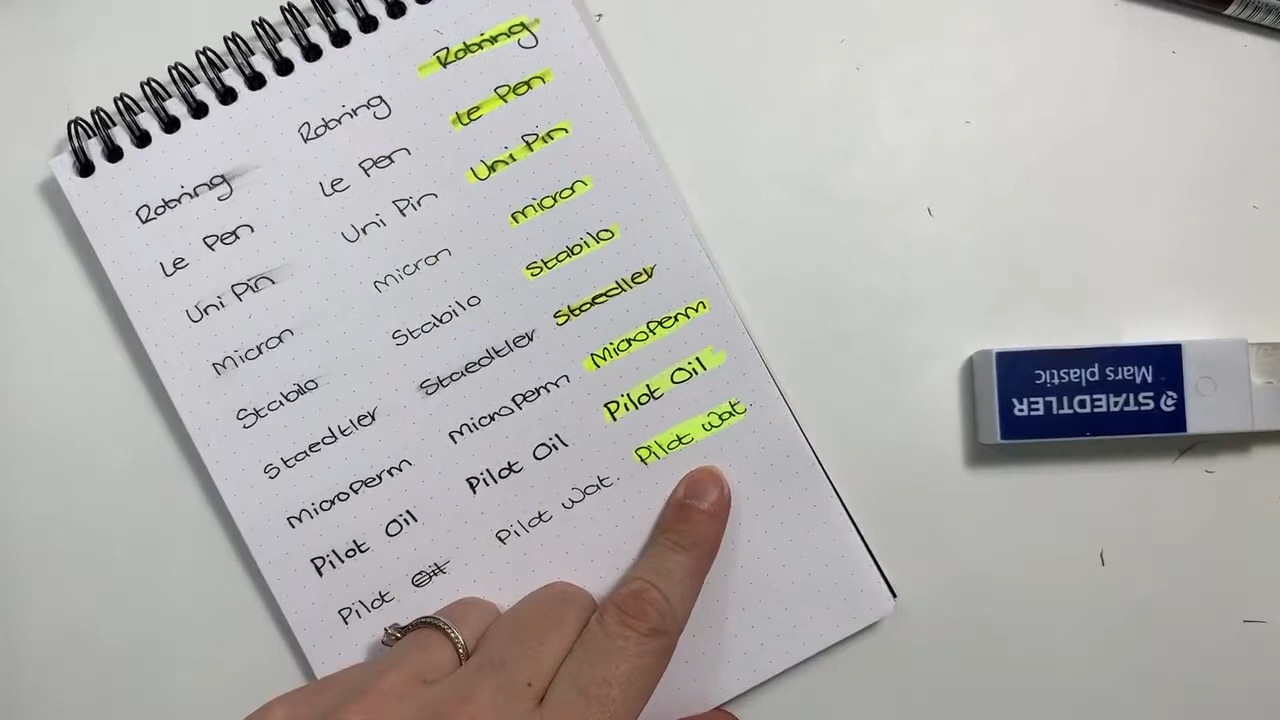 Rotring Rotring Rotring
Le Pen Le Pen Le Pen
Uni Pin Uni Pin Uni Pin
Micron Micron micron
Stabilo Stabilo Stabilo
Staedtler Staedtler Staedtler
MicroPerm MicroPerm MicroPerm
Pilot Oil Pilot Oil Pilot Oil
Pilot Oil Pilot Wat. Pilot Wat.
STAEDTLER
Mars plastic